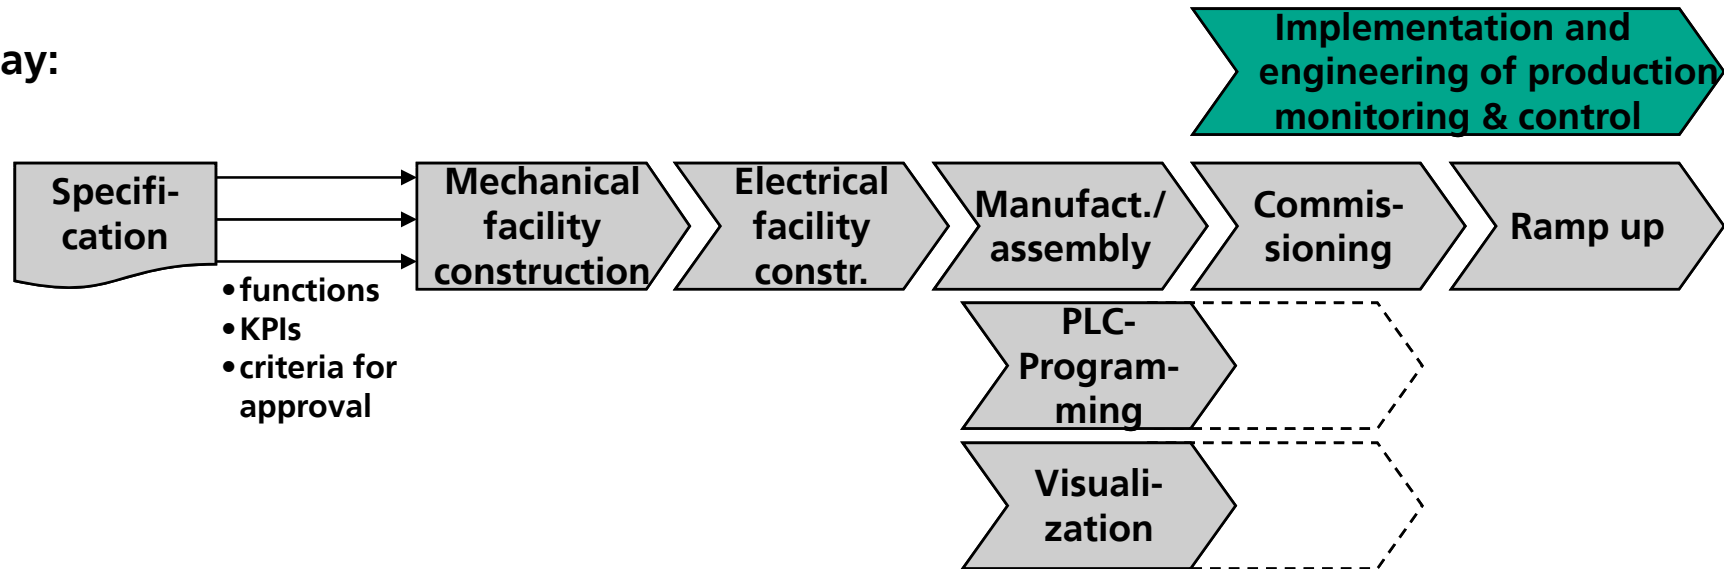 ay:
Implementation and
engineering of production
monitoring & control
Specifi-
cation
•functions
•KPIs
•criteria for
approval
Mechanical
facility
construction
Electrical
facility
constr.
Manufact./
assembly
Commis-
sioning
Ramp up
PLC-
Program-
ming
Visuali-
zation